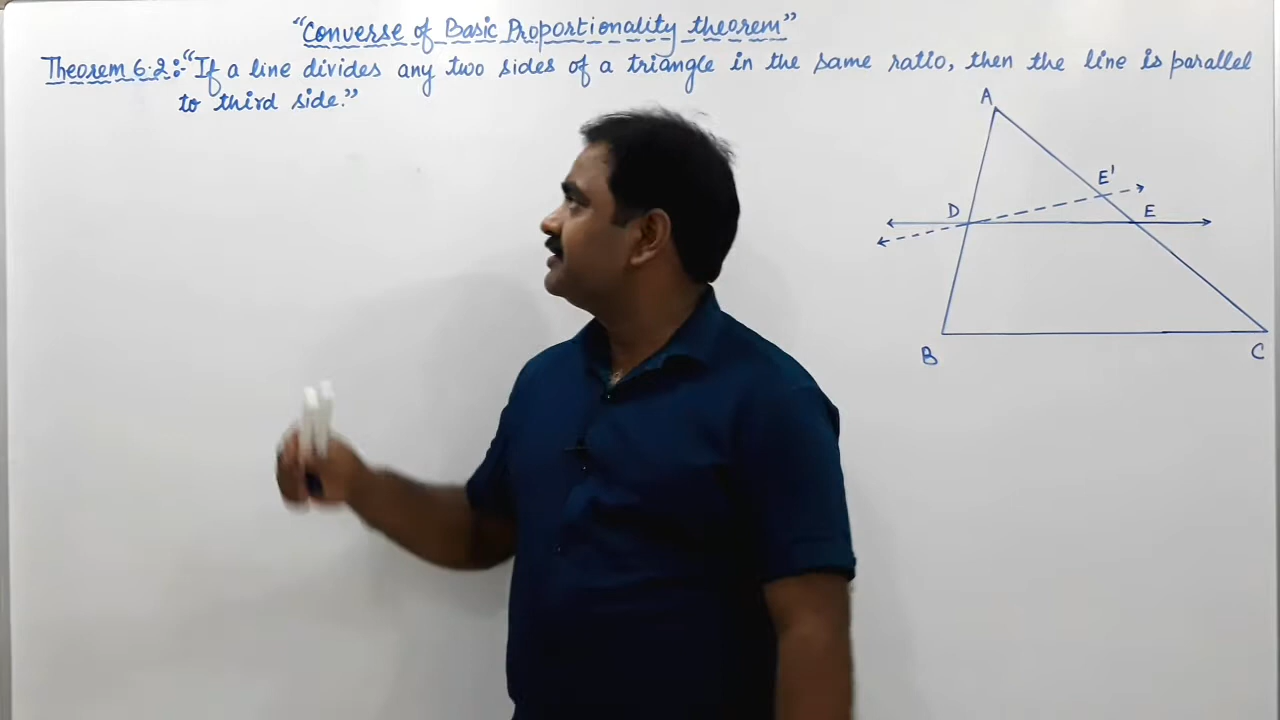 “Converse of Basic Proportionality theorem”
Theorem 6.2:-“If a line divides any two sides of a triangle in the same ratio, then the line is parallel
to third side.”
A
E'
D
E
B
C